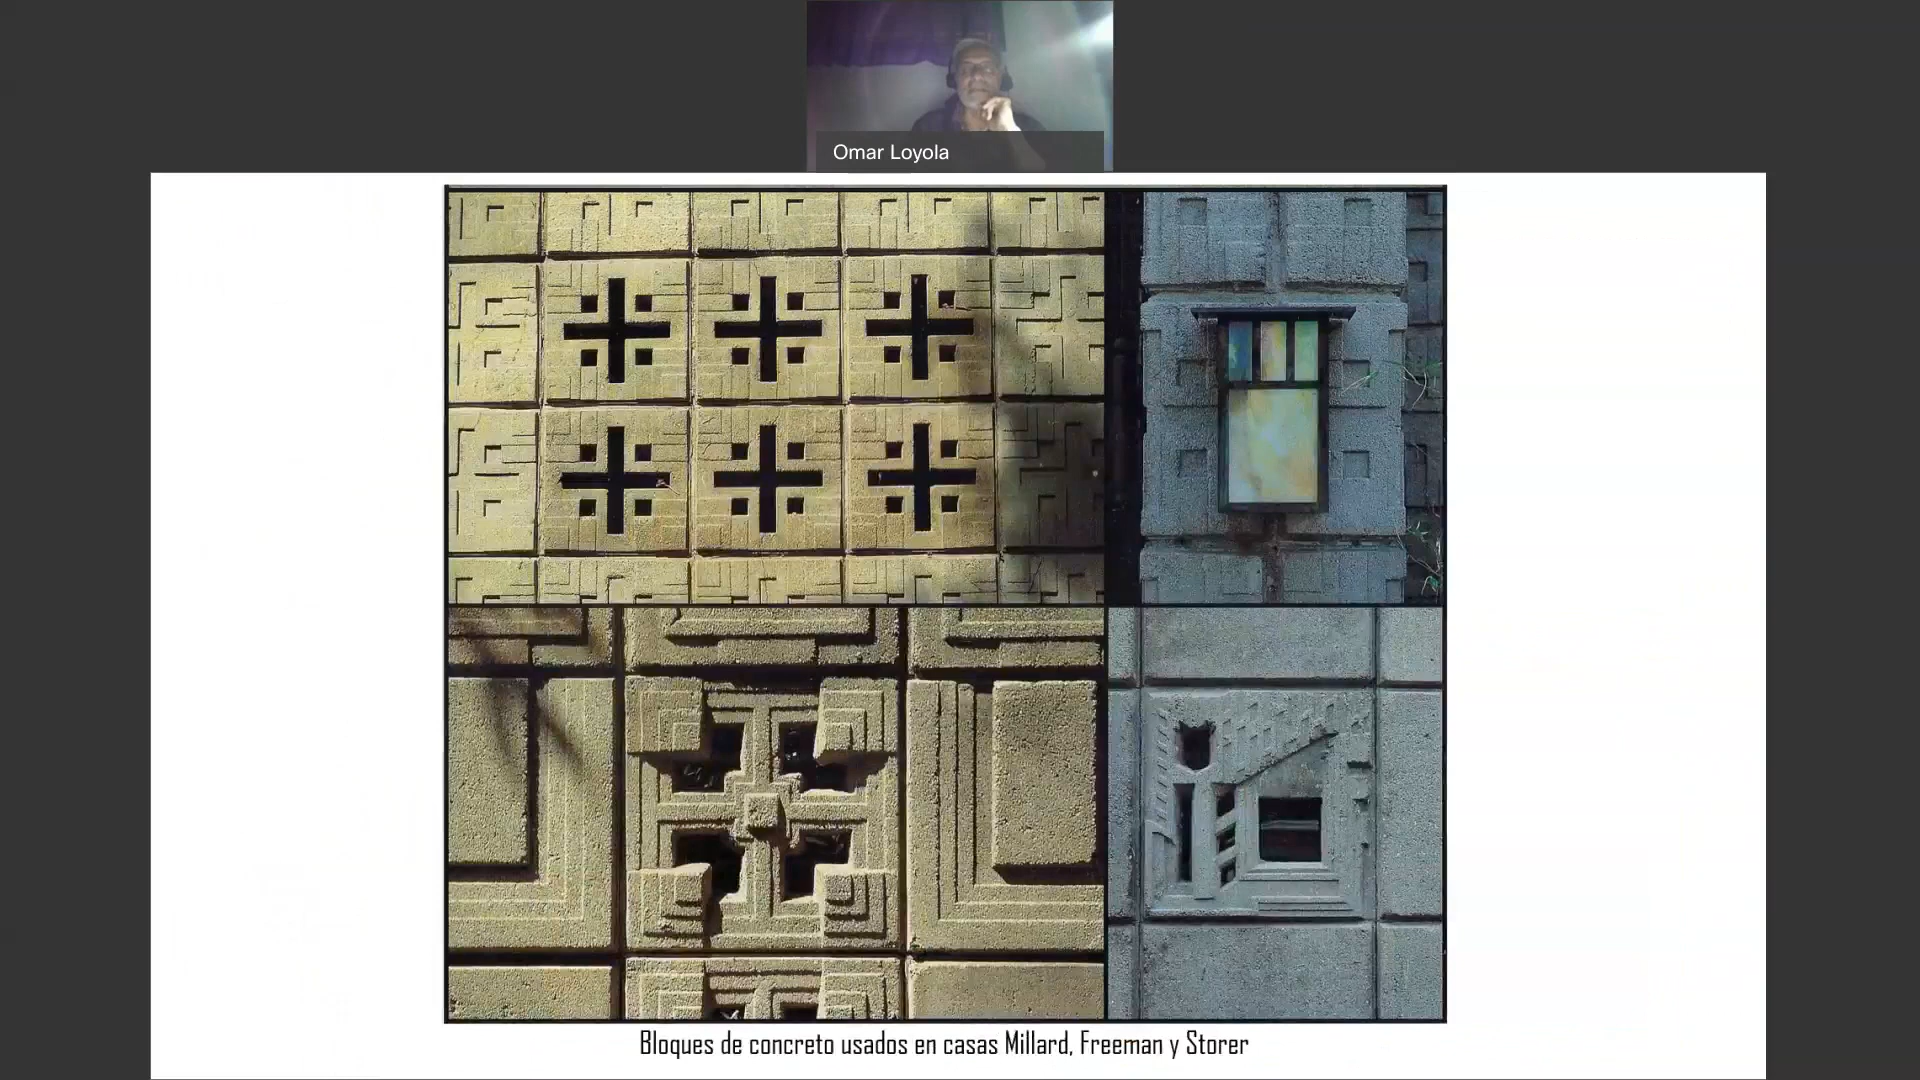 Omar Loyola
Bloques de concreto usados en casas Millard, Freeman y Storer